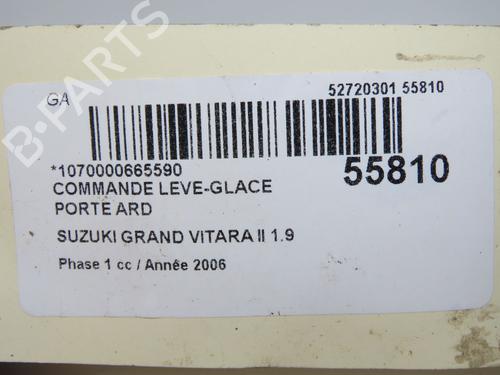 GA
52720301 55810
*1070000665590
55810
COMMANDE LEVE-GLACE
PORTE ARD
SUZUKI GRAND VITARA II 1.9
Phase 1 cc / Année 2006
B-PARTS